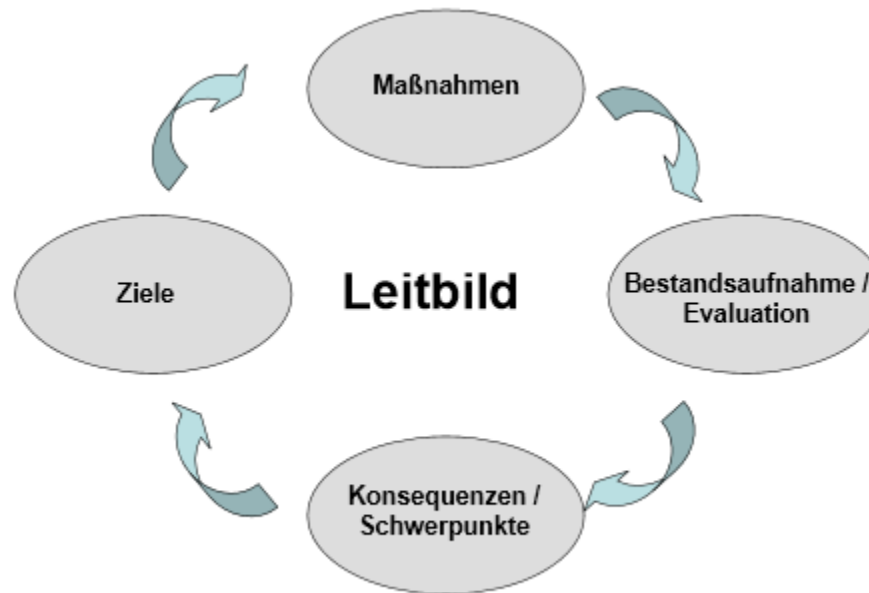 Maßnahmen
Ziele
Leitbild
Bestandsaufnahme /
Evaluation
Konsequenzen /
Schwerpunkte